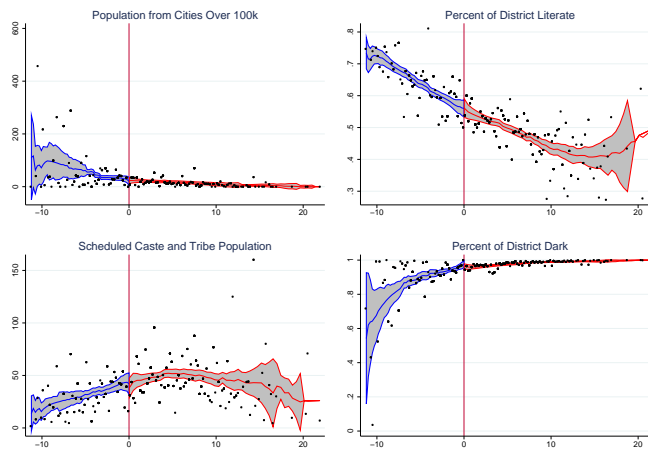 Population from Cities Over 100k
600
400
200
0
−10 0 10 20
Percent of District Literate
.8
.7
.6
.5
.4
.3
−10 0 10 20
Scheduled Caste and Tribe Population
150
100
50
0
−10 0 10 20
Percent of District Dark
1
.8
.6
.4
.2
0
−10 0 10 20